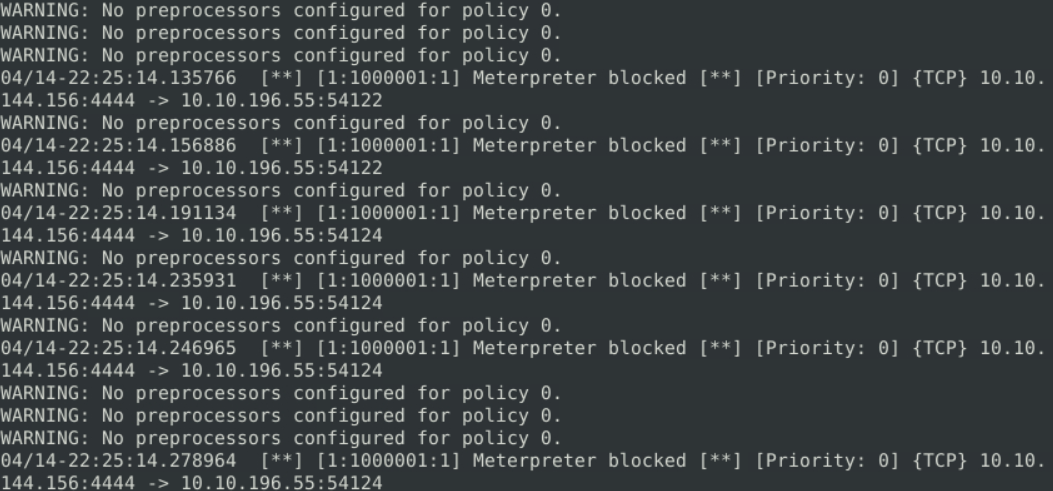 WARNING: No preprocessors configured for policy 0.
WARNING: No preprocessors configured for policy 0.
WARNING: No preprocessors configured for policy 0.
04/14-22:25:14.135766  [**] [1:1000001:1] Meterpreter blocked [**] [Priority: 0] {TCP} 10.10.
144.156:4444 -> 10.10.196.55:54122
WARNING: No preprocessors configured for policy 0.
04/14-22:25:14.156886  [**] [1:1000001:1] Meterpreter blocked [**] [Priority: 0] {TCP} 10.10.
144.156:4444 -> 10.10.196.55:54122
WARNING: No preprocessors configured for policy 0.
04/14-22:25:14.191134  [**] [1:1000001:1] Meterpreter blocked [**] [Priority: 0] {TCP} 10.10.
144.156:4444 -> 10.10.196.55:54124
WARNING: No preprocessors configured for policy 0.
04/14-22:25:14.235931  [**] [1:1000001:1] Meterpreter blocked [**] [Priority: 0] {TCP} 10.10.
144.156:4444 -> 10.10.196.55:54124
WARNING: No preprocessors configured for policy 0.
04/14-22:25:14.246965  [**] [1:1000001:1] Meterpreter blocked [**] [Priority: 0] {TCP} 10.10.
144.156:4444 -> 10.10.196.55:54124
WARNING: No preprocessors configured for policy 0.
WARNING: No preprocessors configured for policy 0.
WARNING: No preprocessors configured for policy 0.
04/14-22:25:14.278964  [**] [1:1000001:1] Meterpreter blocked [**] [Priority: 0] {TCP} 10.10.
144.156:4444 -> 10.10.196.55:54124